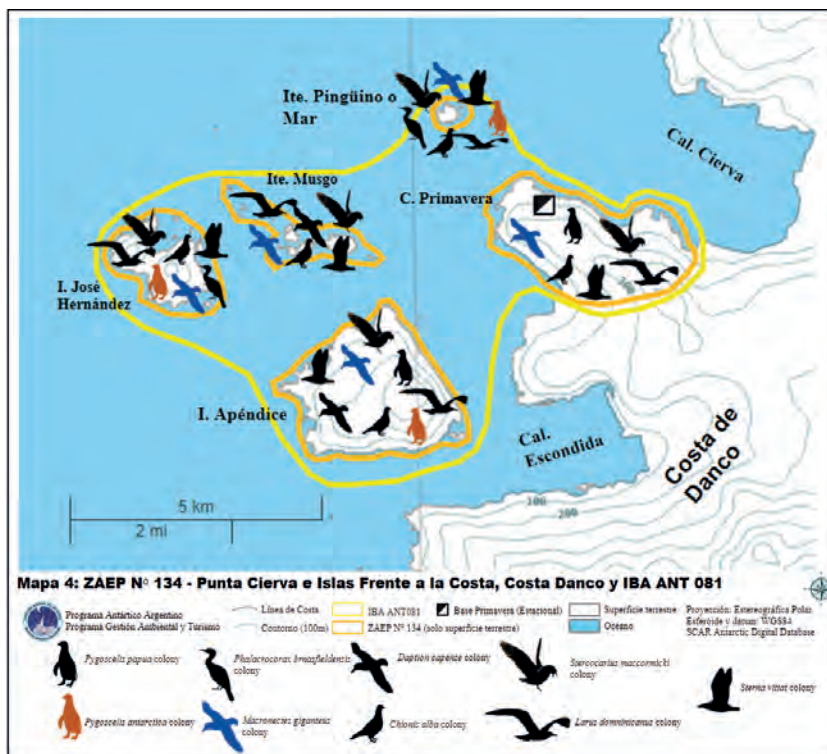 Ite. Pingüino o
Mar
Cal. Cierva
Ite. Musgo
C. Primavera
I. José
Hernández
I. Apéndice
Cal.
Escondida
Costa de
Danco
5 km
2 mi
100
200
Mapa 4: ZAEP Nº 134 - Punta Cierva e Islas Frente a la Costa, Costa Danco y IBA ANT 081
Programa Antártico Argentino
Programa Gestión Ambiental y Turismo
Línea de Costa
Contorno (100m)
IBA ANT081
ZAEP Nº 134 (solo superficie terrestre)
Base Primavera (Estacional)
Superficie terrestre
Océano
Proyección: Estereográfica Polar.
Esferoide y datum: WGS84
SCAR Antarctic Digital Database
Pygoscelis papua colony
Phalacrocorax bransfieldensis
colony
Daption capense colony
maccormicki
colony
Sterna vittat colony
Pygoscelis antarctica colony
Macronectes giganteus
colony
Chionis alba colony
Larus dominicanus colony